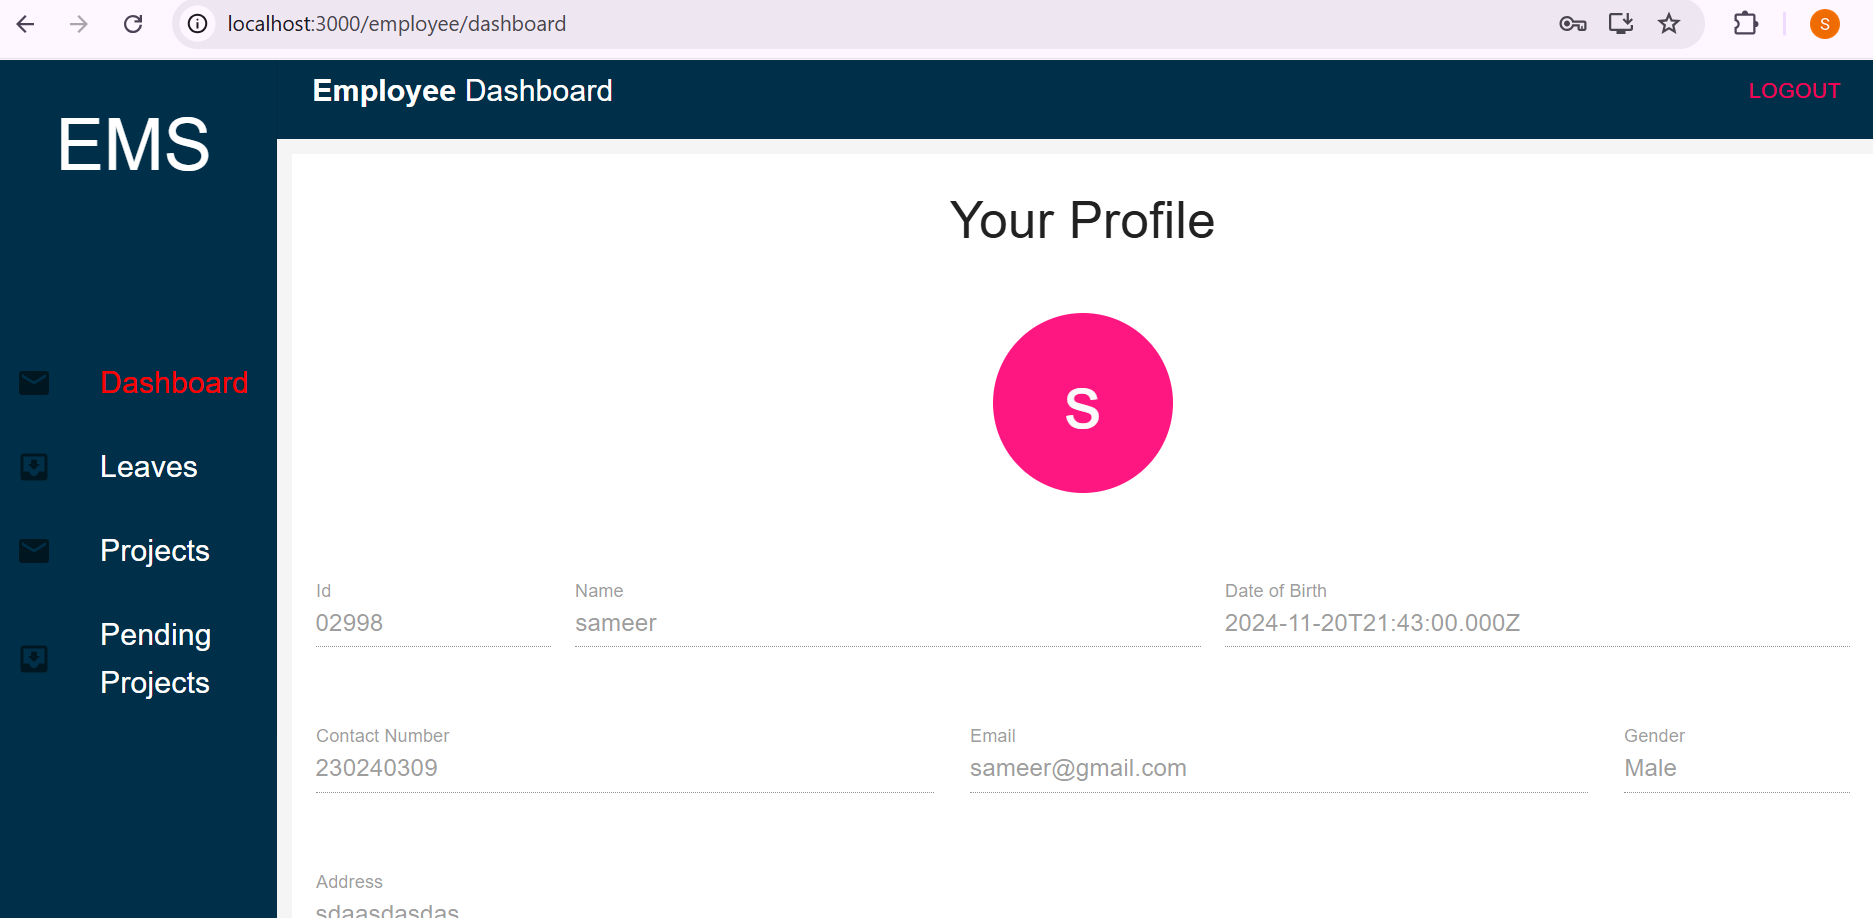 localhost:3000/employee/dashboard
S
EMS
Employee Dashboard
LOGOUT
Dashboard
Leaves
Projects
Pending
Projects
Your Profile
S
Id
Name
Date of Birth
02998
sameer
2024-11-20T21:43:00.000Z
Contact Number
Email
Gender
230240309
sameer@gmail.com
Male
Address
sdaasdasdas